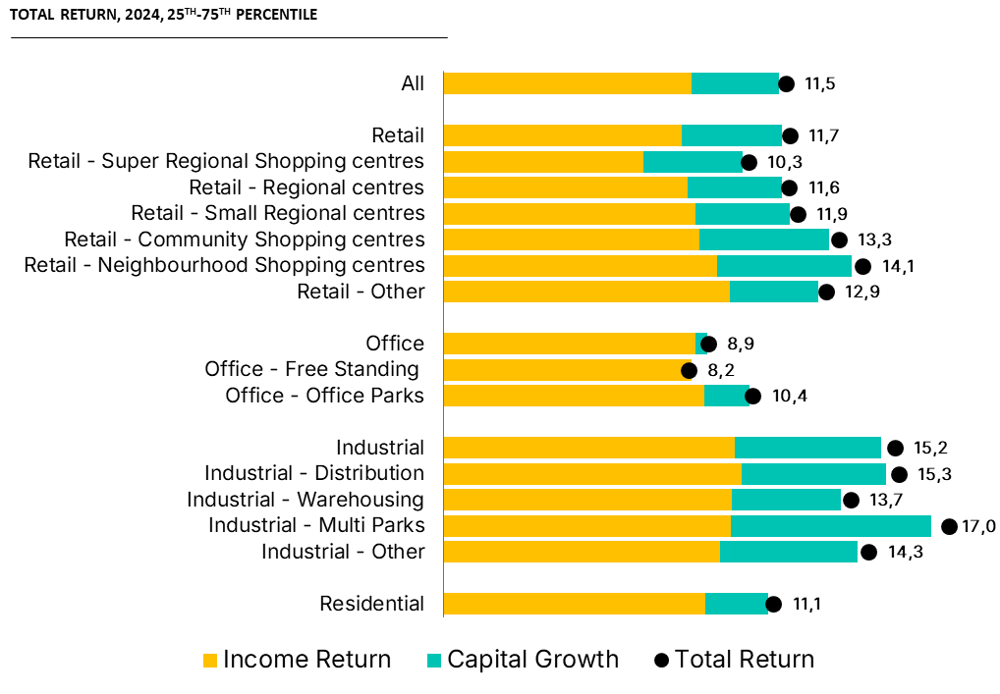 TOTAL RETURN, 2024, 25TH-75TH PERCENTILE
All 11,5
Retail 11,7
Retail - Super Regional Shopping centres 10,3
Retail - Regional centres 11,6
Retail - Small Regional centres 11,9
Retail - Community Shopping centres 13,3
Retail - Neighbourhood Shopping centres 14,1
Retail - Other 12,9
Office 8,9
Office - Free Standing 8,2
Office - Office Parks 10,4
Industrial 15,2
Industrial - Distribution 15,3
Industrial - Warehousing 13,7
Industrial - Multi Parks 17,0
Industrial - Other 14,3
Residential 11,1
Income Return Capital Growth Total Return